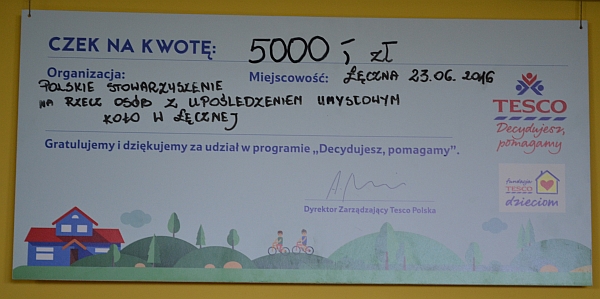 CZEK NA KWOTĘ: 5000,- zł
Organizacja: Miejscowość: ŁĘCZNA 23.06.2016
POLSKIE STOWARZYSZENIE
NA RZECZ OSÓB Z UPOŚLEDZENIEM UMYSŁOWYM
KOŁO W ŁĘCZNEJ
Gratulujemy i dziękujemy za udział w programie „Decydujesz, pomagamy".
Dyrektor Zarządzający Tesco Polska
TESCO
Decydujesz,
pomagamy
Fundacja
TESCO
dzieciom